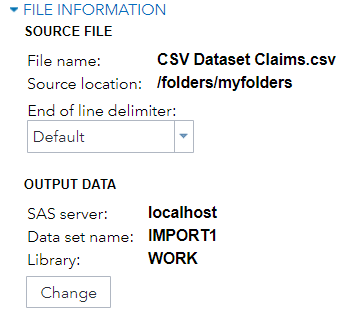 FILE INFORMATION
SOURCE FILE
File name: CSV Dataset Claims.csv
Source location: /folders/myfolders
End of line delimiter:
Default
OUTPUT DATA
SAS server: localhost
Data set name: IMPORT1
Library: WORK
Change